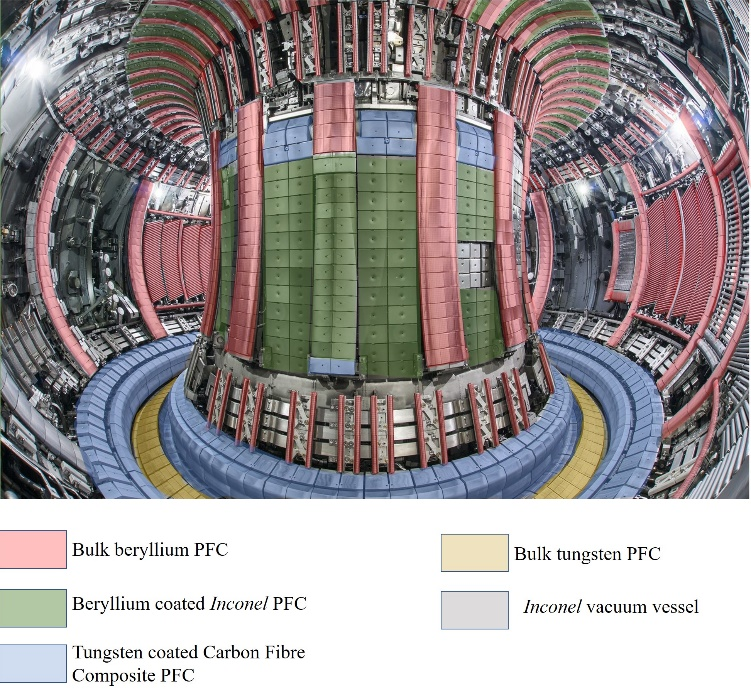 Bulk beryllium PFC
Bulk tungsten PFC
Beryllium coated Inconel PFC
Inconel vacuum vessel
Tungsten coated Carbon Fibre
Composite PFC